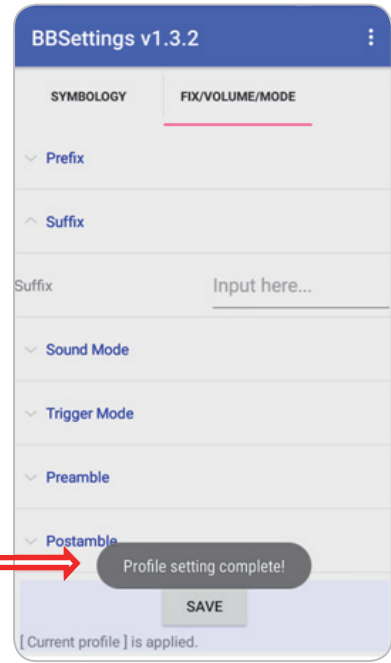 BBSettings v1.3.2
SYMBOLOGY FIX/VOLUME/MODE
Prefix
Suffix
Suffix Input here...
Sound Mode
Trigger Mode
Preamble
Postamble
Profile setting complete!
SAVE
[ Current profile ] is applied.